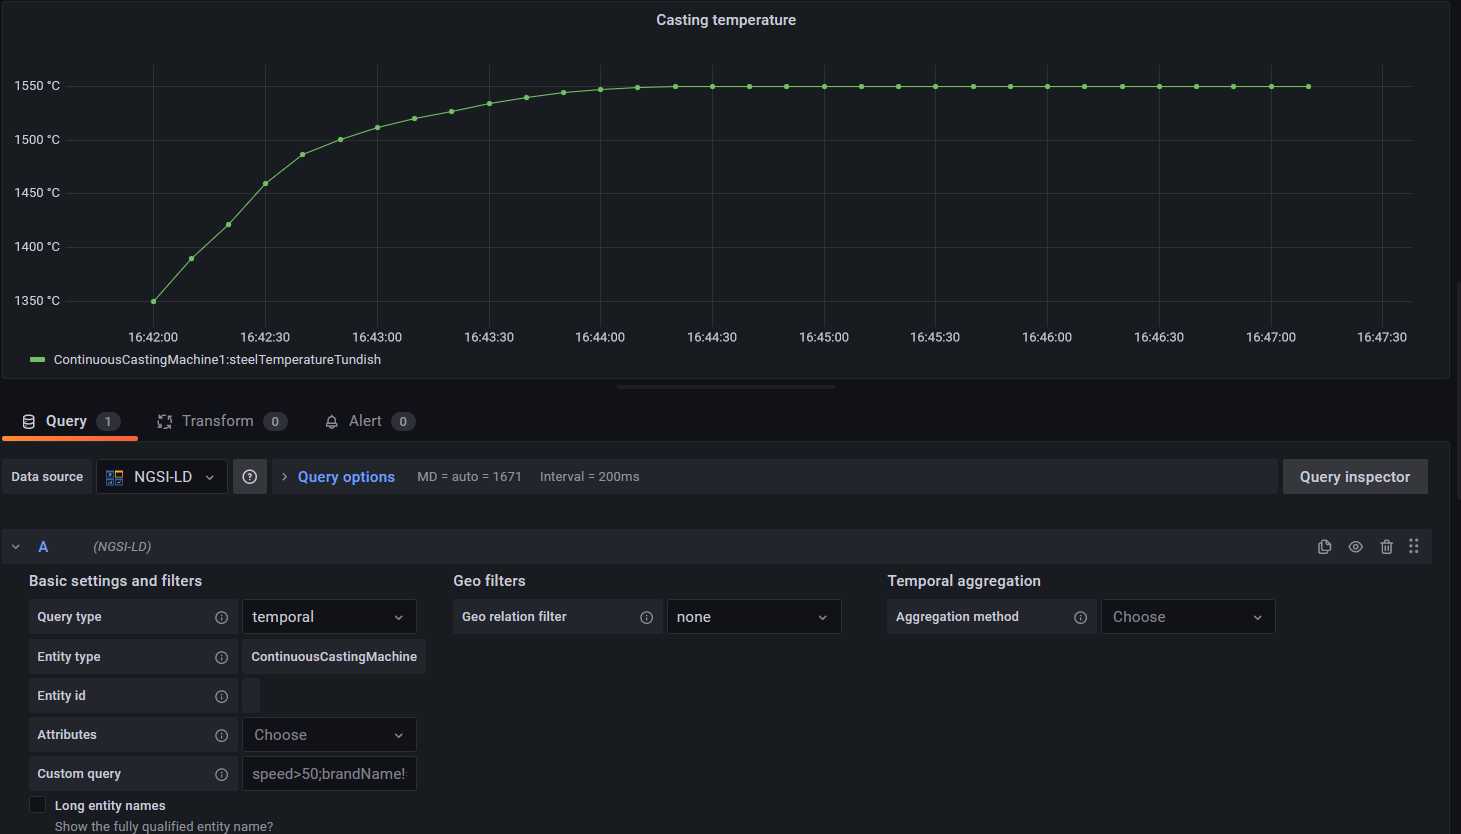 Casting temperature
1550 °C
1500 °C
1450 °C
1400 °C
1350 °C
16:42:00 16:42:30 16:43:00 16:43:30 16:44:00 16:44:30 16:45:00 16:45:30 16:46:00 16:46:30 16:47:00 16:47:30
ContinuousCastingMachine1:steelTemperatureTundish
Query 1 Transform 0 Alert 0
Data source NGSI-LD Query options MD = auto = 1671 Interval = 200ms Query inspector
A (NGSI-LD)
Basic settings and filters Geo filters Temporal aggregation
Query type temporal Geo relation filter none Aggregation method Choose
Entity type ContinuousCastingMachine
Entity id
Attributes Choose
Custom query speed>50;brandName!
Long entity names
Show the fully qualified entity name?